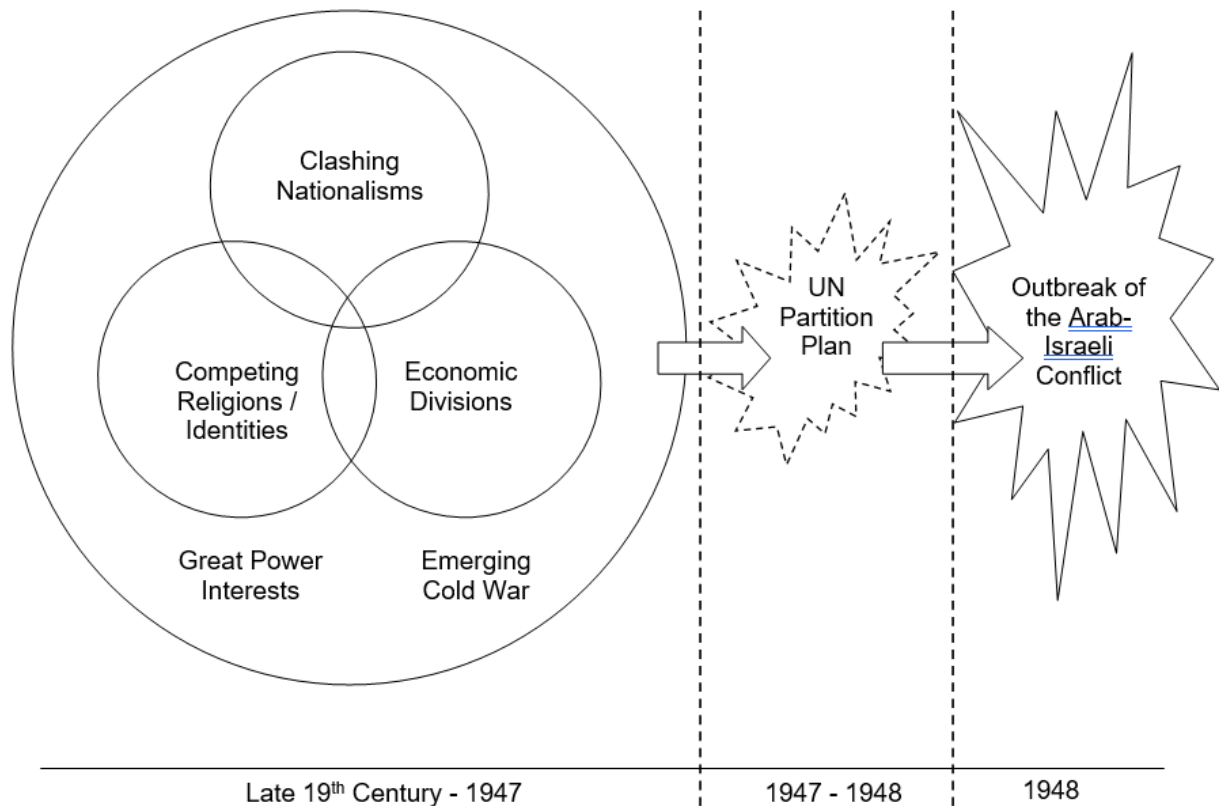 Clashing
Nationalisms
Competing
Religions /
Identities
Economic
Divisions
Great Power
Interests
Emerging
Cold War
UN
Partition
Plan
Outbreak of
the Arab-
Israeli
Conflict
Late 19th Century - 1947
1947 - 1948
1948